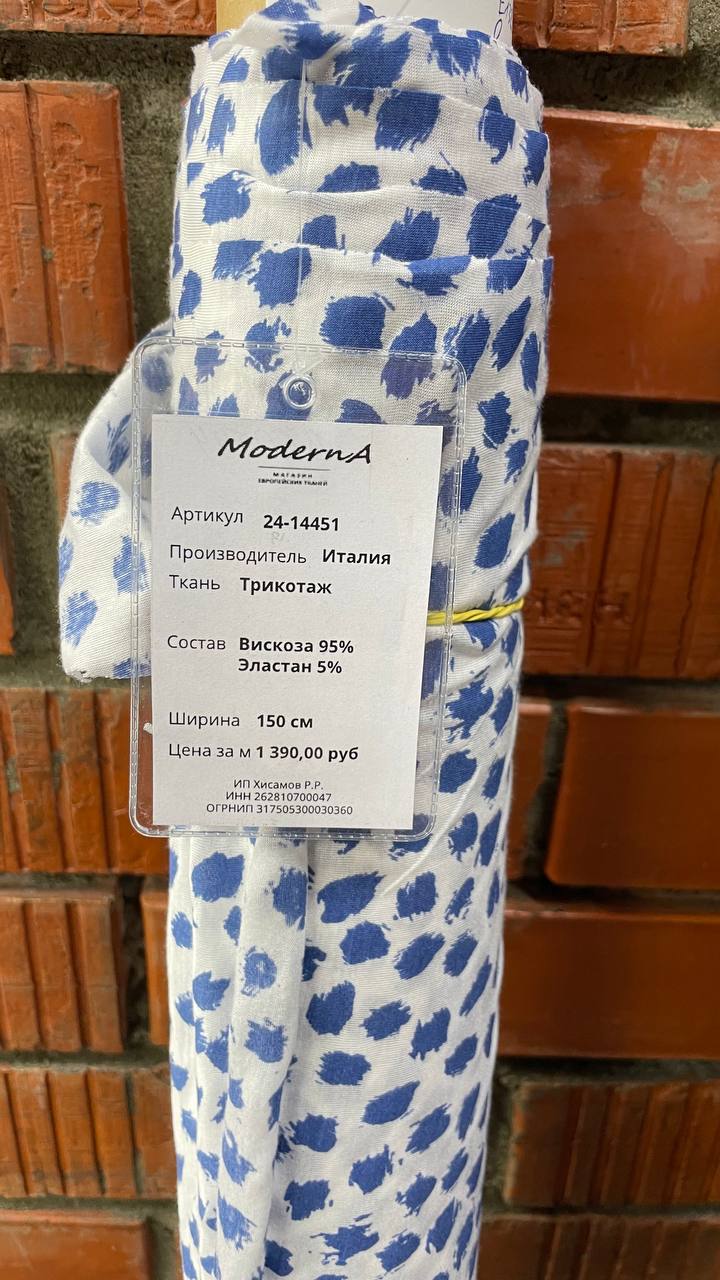 ModernA
МАГАЗИН
ЕВРОПЕЙСКИХ ТКАНЕЙ
Артикул 24-14451
Производитель Италия
Ткань Трикотаж
Состав Вискоза 95%
Эластан 5%
Ширина 150 см
Цена за м 1 390,00 руб
ИП Хисамов Р.Р.
ИНН 262810700047
ОГРНИП 317505300030360